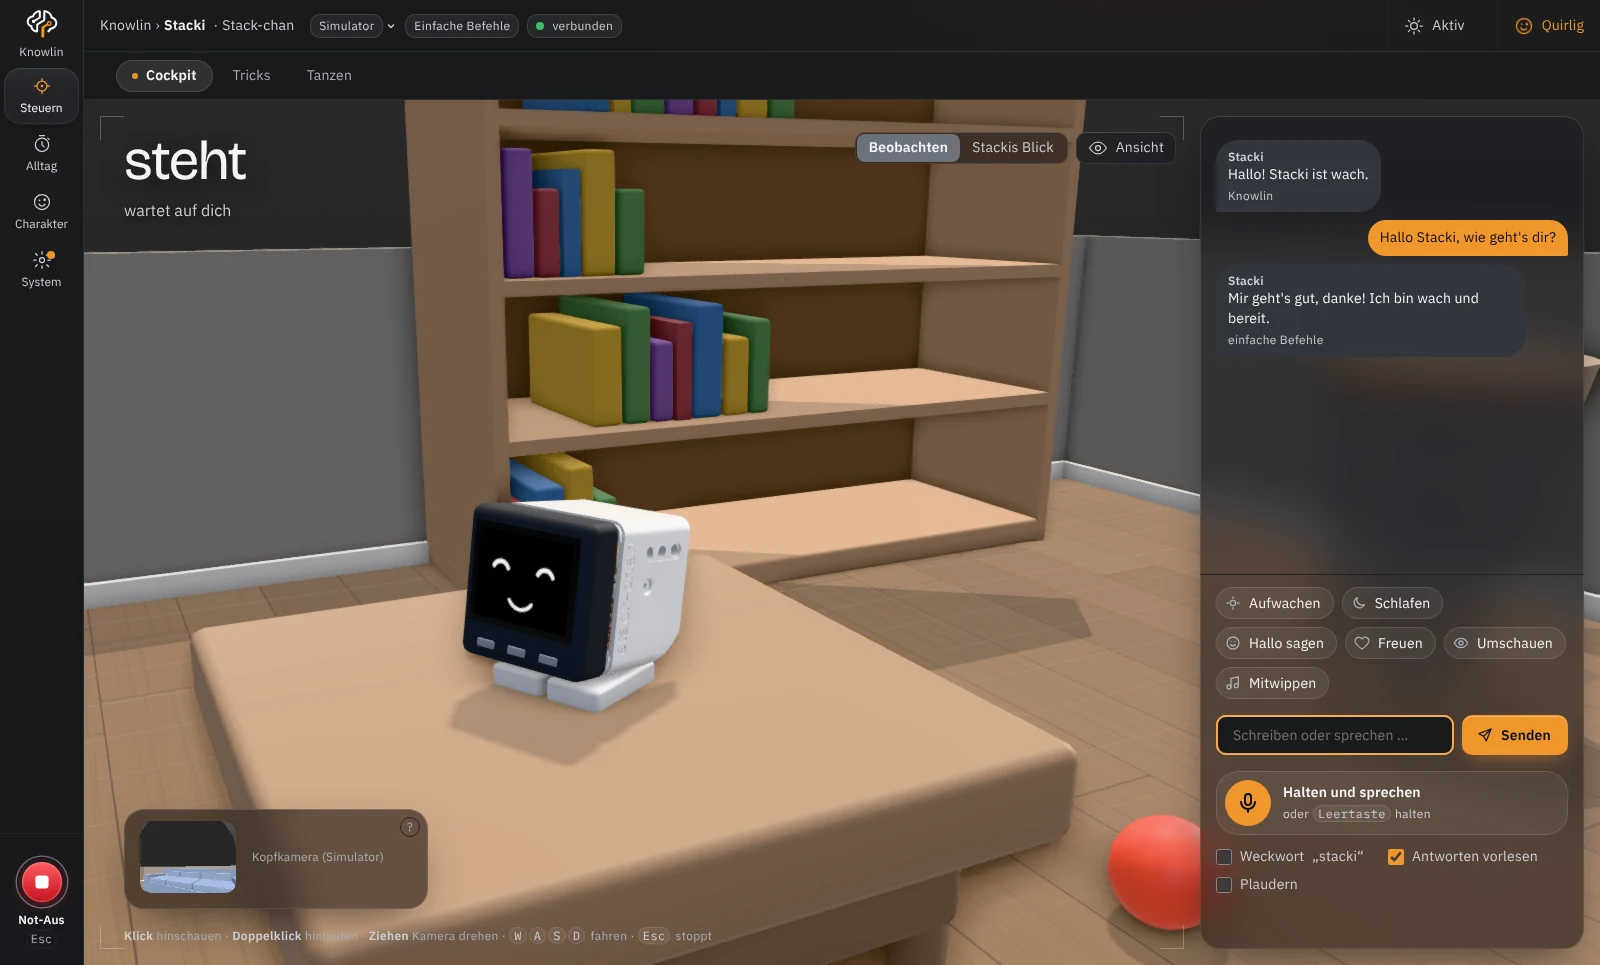 Knowlin › Stacki · Stack-chan
Simulator
Einfache Befehle
verbunden
Aktiv
Quirlig
Knowlin
Steuern
Alltag
Charakter
System
Cockpit
Tricks
Tanzen
steht
wartet auf dich
Beobachten
Stackis Blick
Ansicht
Stacki
Hallo! Stacki ist wach.
Knowlin
Hallo Stacki, wie geht's dir?
Stacki
Mir geht's gut, danke! Ich bin wach und
bereit.
einfache Befehle
Aufwachen
Schlafen
Hallo sagen
Freuen
Umschauen
Mitwippen
Schreiben oder sprechen ...
Senden
Halten und sprechen
oder Leertaste halten
Weckwort „stacki“
Antworten vorlesen
Plaudern
Kopfkamera (Simulator)
?
Klick hinschauen · Doppelklick hinlaufen · Ziehen Kamera drehen · W A S D fahren · Esc stoppt
Not-Aus
Esc